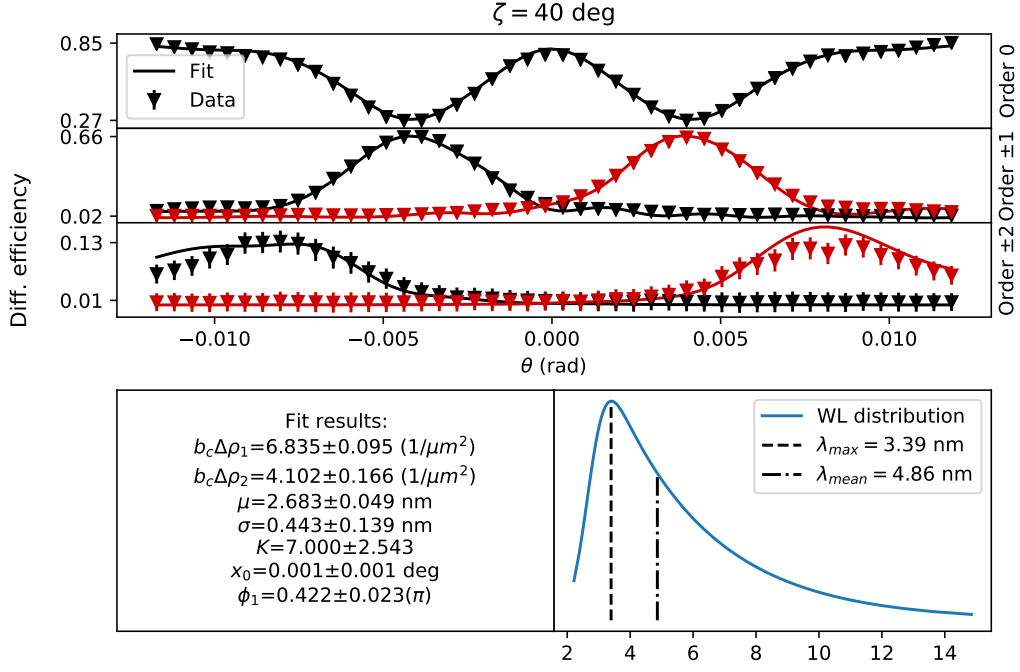 ζ = 40 deg
0.85
0.27
Fit
Data
Order 0
0.66
0.02
Order ±1
0.13
0.01
Order ±2
Diff. efficiency
−0.010 −0.005 0.000 0.005 0.010
θ (rad)
Fit results:
b_cΔρ_1=6.835±0.095 (1/μm^2)
b_cΔρ_2=4.102±0.166 (1/μm^2)
μ=2.683±0.049 nm
σ=0.443±0.139 nm
K=7.000±2.543
x_0=0.001±0.001 deg
ϕ_1=0.422±0.023(π)
WL distribution
λ_max = 3.39 nm
λ_mean = 4.86 nm
2 4 6 8 10 12 14